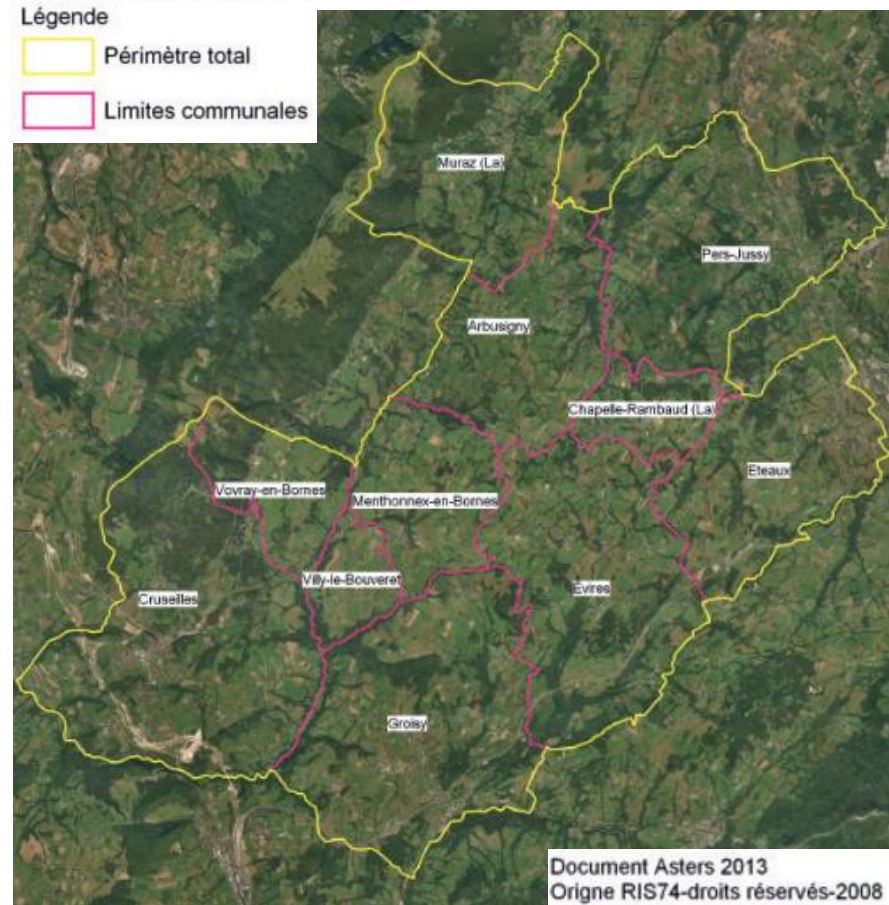 Légende
Périmètre total
Limites communales
Muraz (La)
Pers-Jussy
Arbusigny
Chapelle-Rambaud (La)
Eteaux
Vovray-en-Bornes
Menthonnex-en-Bornes
Villy-le-Bouveret
Evires
Cruseilles
Groisy
Document Asters 2013
Origne RIS74-droits réservés-2008